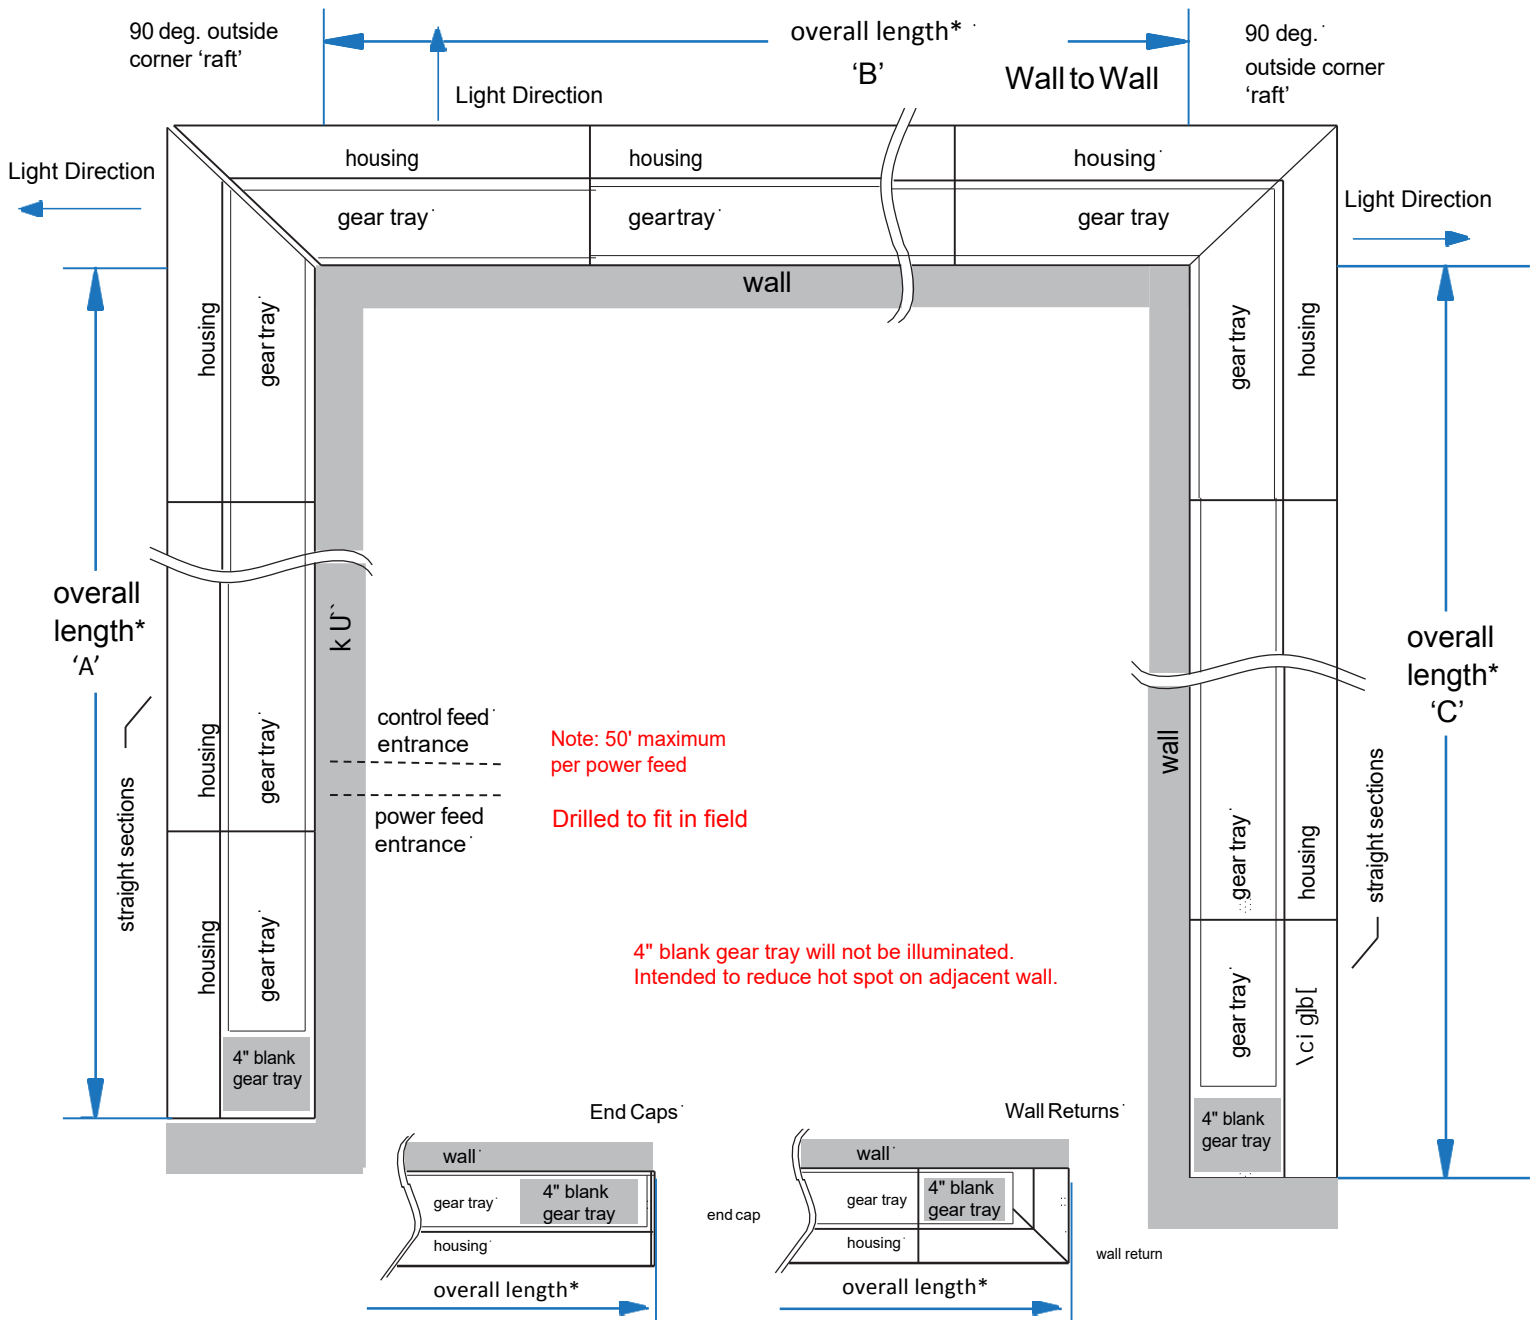 90 deg. outside
corner ‘raft’
overall length*
‘B’
Wall to Wall
90 deg.
outside corner
‘raft’
Light Direction
Light Direction
Light Direction
housing
housing
housing
gear tray
geartray
gear tray
wall
housing
geartray
gear tray
housing
overall
length*
‘A’
k U``
wall
overall
length*
‘C’
control feed
entrance
power feed
entrance
Note: 50' maximum
per power feed
Drilled to fit in field
straight sections
housing
geartray
housing
gear tray
gear tray
housing
straight sections
gear tray
\ci g]b[
4" blank gear tray will not be illuminated.
Intended to reduce hot spot on adjacent wall.
4" blank
gear tray
4" blank
gear tray
End Caps
wall
gear tray
4" blank
gear tray
housing
end cap
overall length*
Wall Returns
wall
gear tray
4" blank
gear tray
housing
wall return
overall length*